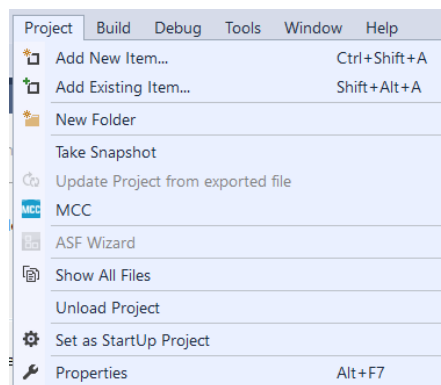 Project Build Debug Tools Window Help
Add New Item... Ctrl+Shift+A
Add Existing Item... Shift+Alt+A
New Folder
Take Snapshot
Update Project from exported file
MCC MCC
ASF Wizard
Show All Files
Unload Project
Set as StartUp Project
Properties Alt+F7